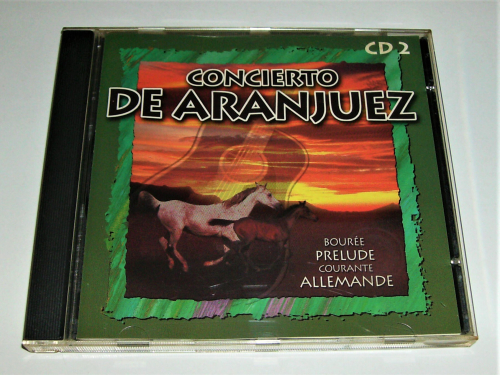 CD 2
CONCIERTO
DE ARANJUEZ
BOURÉE
PRELUDE
COURANTE
ALLEMANDE